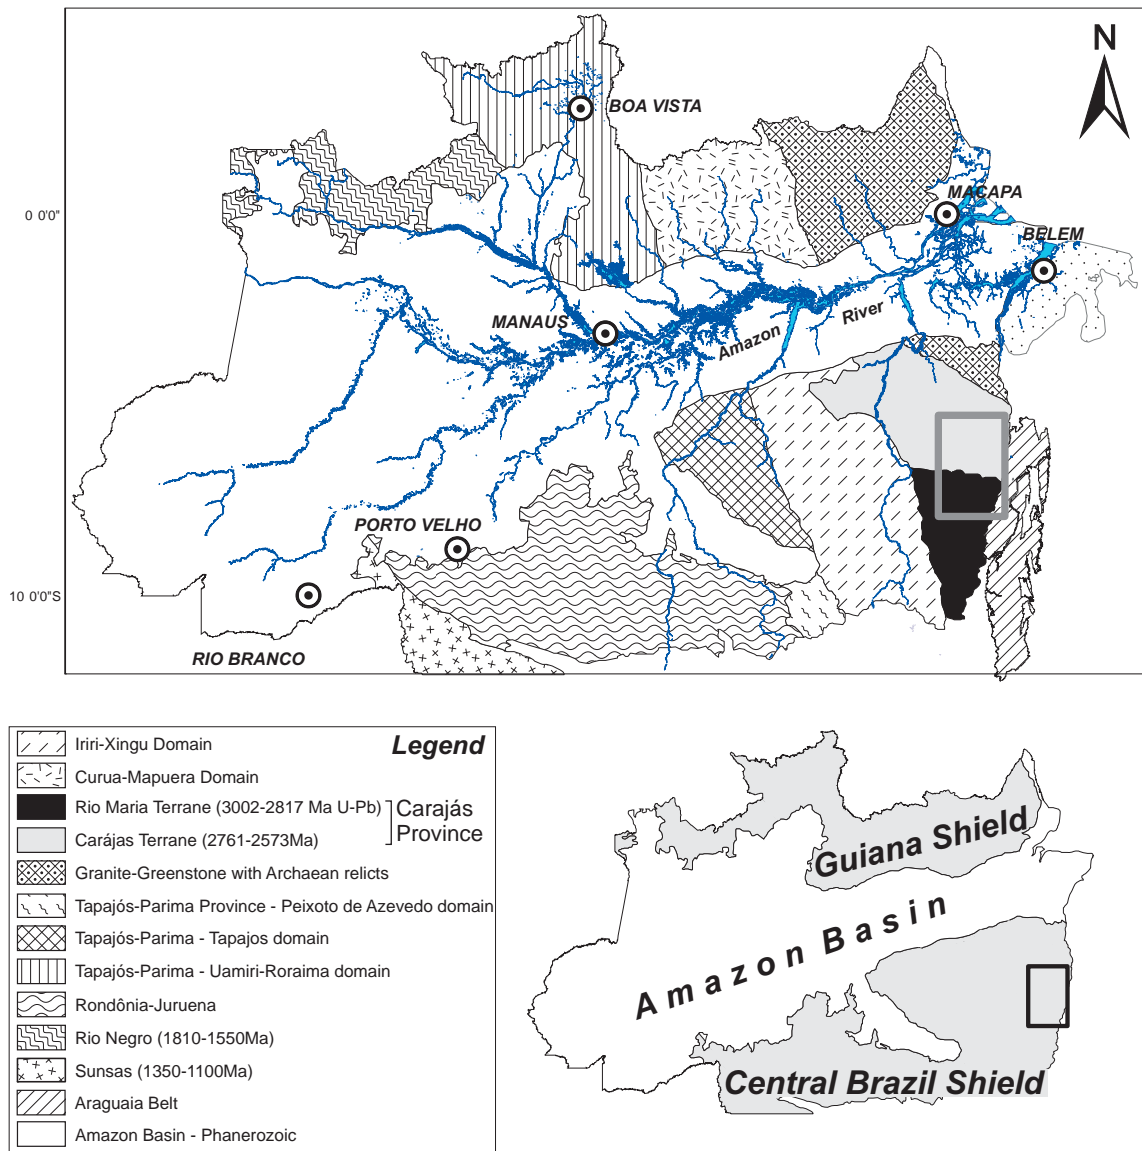 N
BOA VISTA
MACAPA
0 0'0"
BELEM
MANAUS
Amazon
River
PORTO VELHO
10 0'0"S
RIO BRANCO
Legend
Iriri-Xingu Domain
Curua-Mapuera Domain
Rio Maria Terrane (3002-2817 Ma U-Pb)
Carájas Terrane (2761-2573Ma)
Carajás
Province
Granite-Greenstone with Archaean relicts
Tapajós-Parima Province - Peixoto de Azevedo domain
Tapajós-Parima - Tapajos domain
Tapajós-Parima - Uamiri-Roraima domain
Rondônia-Juruena
Rio Negro (1810-1550Ma)
Sunsas (1350-1100Ma)
Araguaia Belt
Amazon Basin - Phanerozoic
Guiana Shield
Amazon Basin
Central Brazil Shield